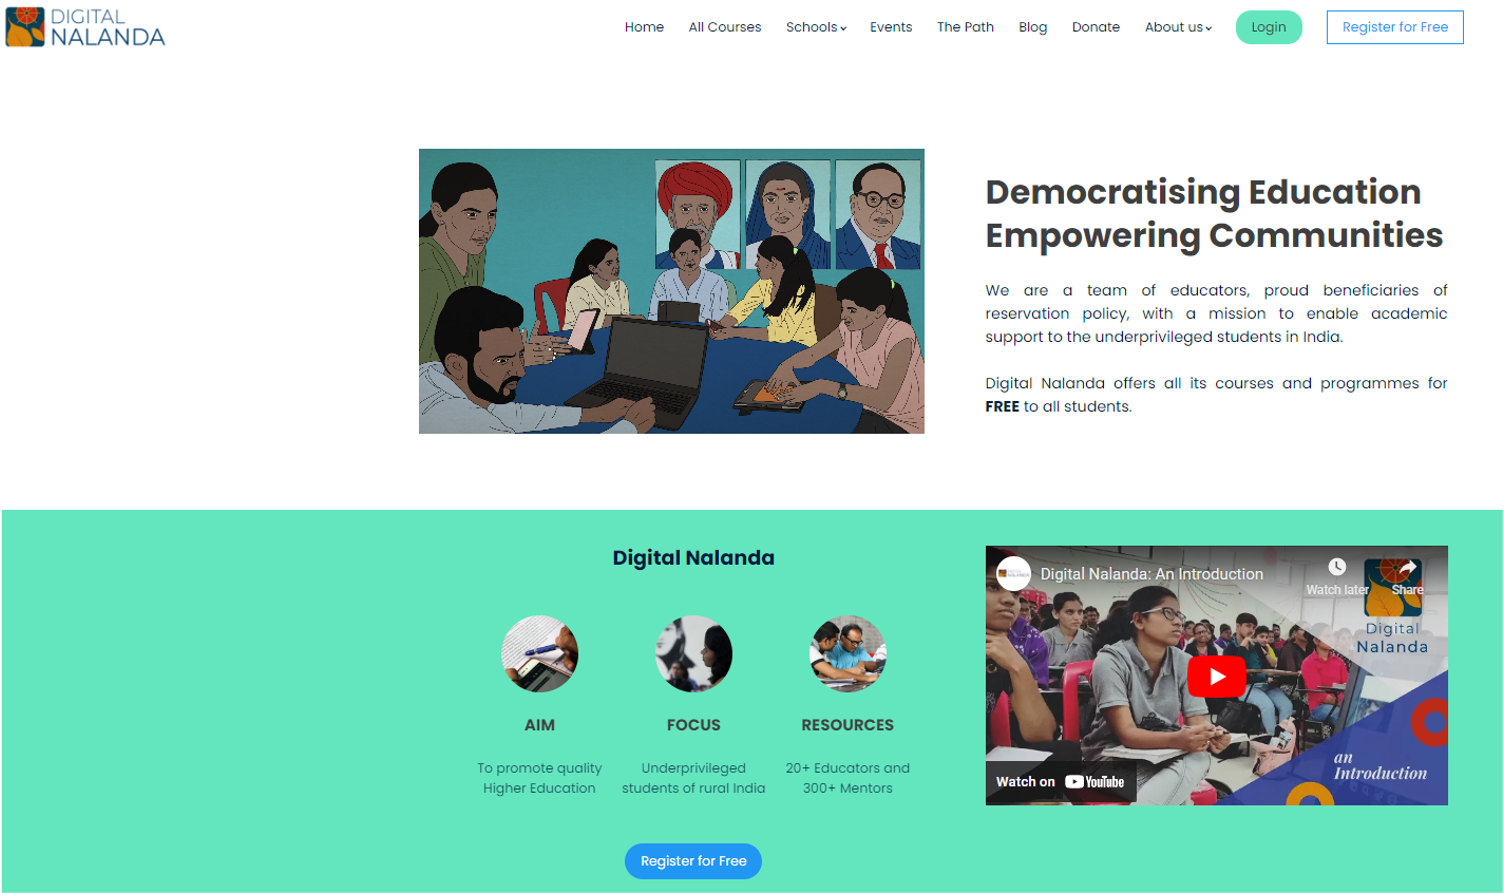 DIGITAL
NALANDA
Home All Courses Schools Events The Path Blog Donate About us Login Register for Free
Democratising Education
Empowering Communities
We are a team of educators, proud beneficiaries of
reservation policy, with a mission to enable academic
support to the underprivileged students in India.
Digital Nalanda offers all its courses and programmes for
FREE to all students.
Digital Nalanda
AIM
To promote quality
Higher Education
FOCUS
Underprivileged
students of rural India
RESOURCES
20+ Educators and
300+ Mentors
Register for Free
Digital Nalanda: An Introduction
Watch later
Share
Digital
Nalanda
an
Introduction
Watch on YouTube